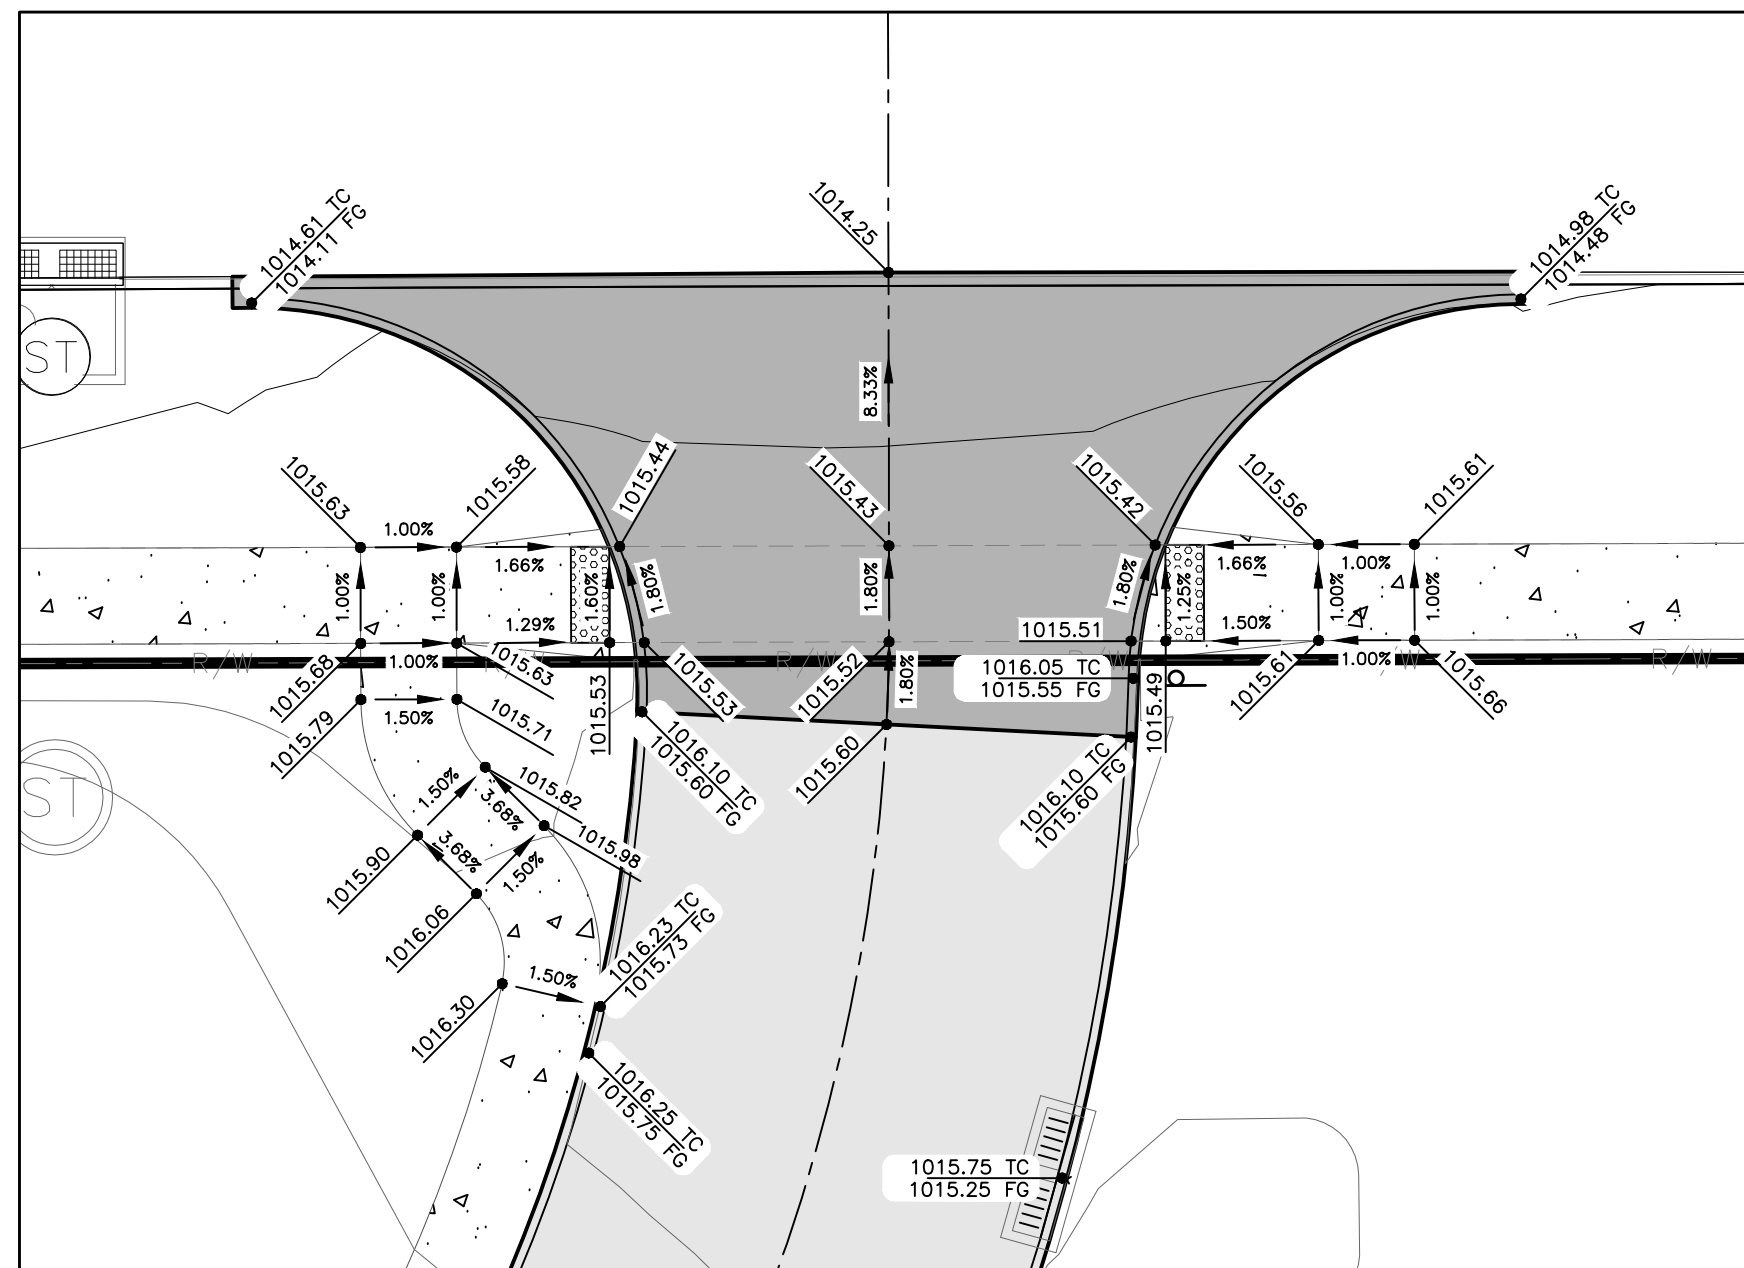 1014.61 TC
1014.11 FG
1014.25
1014.98 TC
1014.48 FG
ST
8.33%
1015.63
1015.58
1015.44
1015.43
1015.42
1015.56
1015.61
1.00%
1.66%
1.66%
1.00%
1.00%
1.00%
1.60%
1.80%
1.80%
1.80%
1.25%
1.00%
1.00%
1.29%
1.50%
1015.51
R/W
1.00%
R/W
R/W
R/W
1.00%
R/W
R/W
1015.68
1015.63
1015.53
1015.53
1015.52
1.80%
1016.05 TC
1015.55 FG
1015.49
1015.61
1015.66
1015.79
1.50%
1015.71
1016.10 TC
1015.60 FG
1015.60
1016.10 TC
1015.60 FG
ST
1.50%
3.68%
1015.82
1015.98
1015.90
3.68%
1.50%
1016.06
1016.23 TC
1015.73 FG
1.50%
1016.30
1016.25 TC
1015.75 FG
1015.75 TC
1015.25 FG